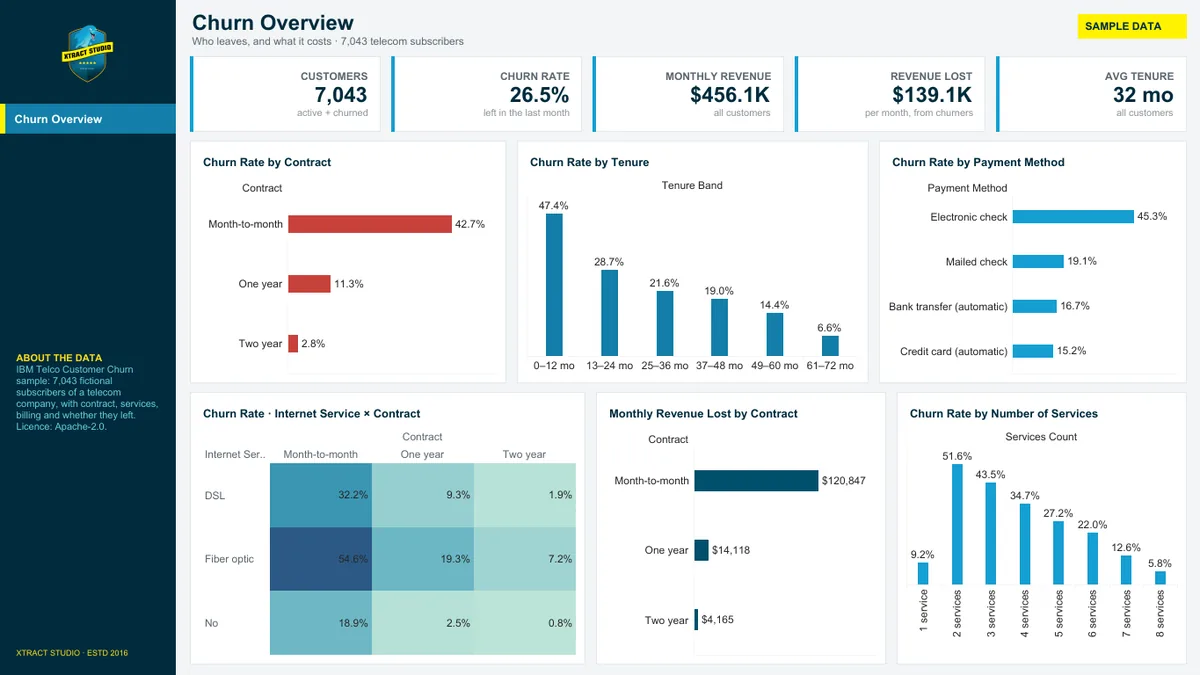 XTRACT STUDIO
Churn Overview
Who leaves, and what it costs · 7,043 telecom subscribers
SAMPLE DATA
Churn Overview
CUSTOMERS
7,043
active + churned
CHURN RATE
26.5%
left in the last month
MONTHLY REVENUE
$456.1K
all customers
REVENUE LOST
$139.1K
per month, from churners
AVG TENURE
32 mo
all customers
Churn Rate by Contract
Contract
Month-to-month 42.7%
One year 11.3%
Two year 2.8%
Churn Rate by Tenure
Tenure Band
47.4% 28.7% 21.6% 19.0% 14.4% 6.6%
0–12 mo 13–24 mo 25–36 mo 37–48 mo 49–60 mo 61–72 mo
Churn Rate by Payment Method
Payment Method
Electronic check 45.3%
Mailed check 19.1%
Bank transfer (automatic) 16.7%
Credit card (automatic) 15.2%
ABOUT THE DATA
IBM Telco Customer Churn
sample: 7,043 fictional
subscribers of a telecom
company, with contract, services,
billing and whether they left.
Licence: Apache-2.0.
Churn Rate · Internet Service × Contract
Contract
Internet Ser.. Month-to-month One year Two year
DSL 32.2% 9.3% 1.9%
Fiber optic 54.6% 19.3% 7.2%
No 18.9% 2.5% 0.8%
Monthly Revenue Lost by Contract
Contract
Month-to-month $120,847
One year $14,118
Two year $4,165
Churn Rate by Number of Services
Services Count
9.2% 51.6% 43.5% 34.7% 27.2% 22.0% 12.6% 5.8%
1 service 2 services 3 services 4 services 5 services 6 services 7 services 8 services
XTRACT STUDIO · ESTD 2016